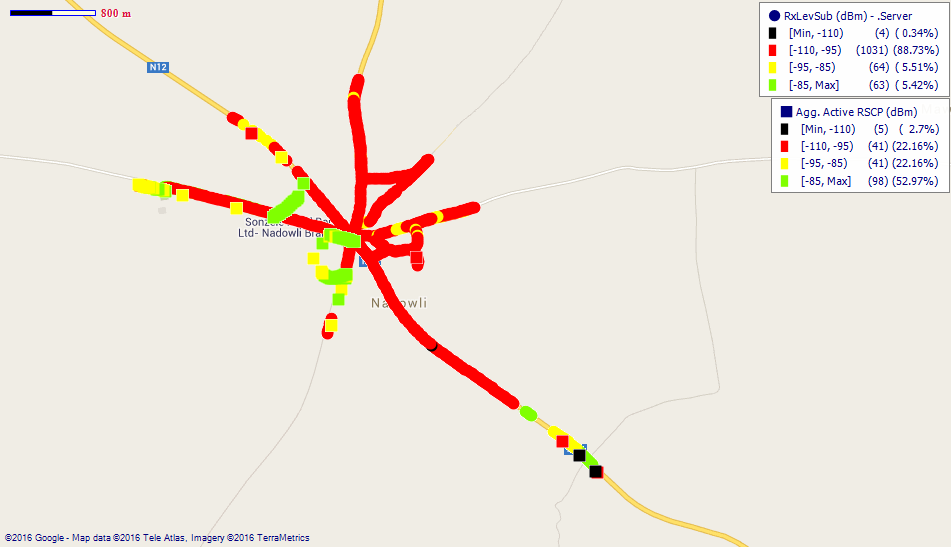 800 m
RxLevSub (dBm) - .Server
[Min, -110) (4) ( 0.34%)
[-110, -95) (1031) (88.73%)
[-95, -85) (64) ( 5.51%)
[-85, Max] (63) ( 5.42%)
N12
Agg. Active RSCP (dBm)
[Min, -110) (5) ( 2.7%)
[-110, -95) (41) (22.16%)
[-95, -85) (41) (22.16%)
[-85, Max] (98) (52.97%)
Ltd- Nadowli
©2016 Google - Map data ©2016 Tele Atlas, Imagery ©2016 TerraMetrics